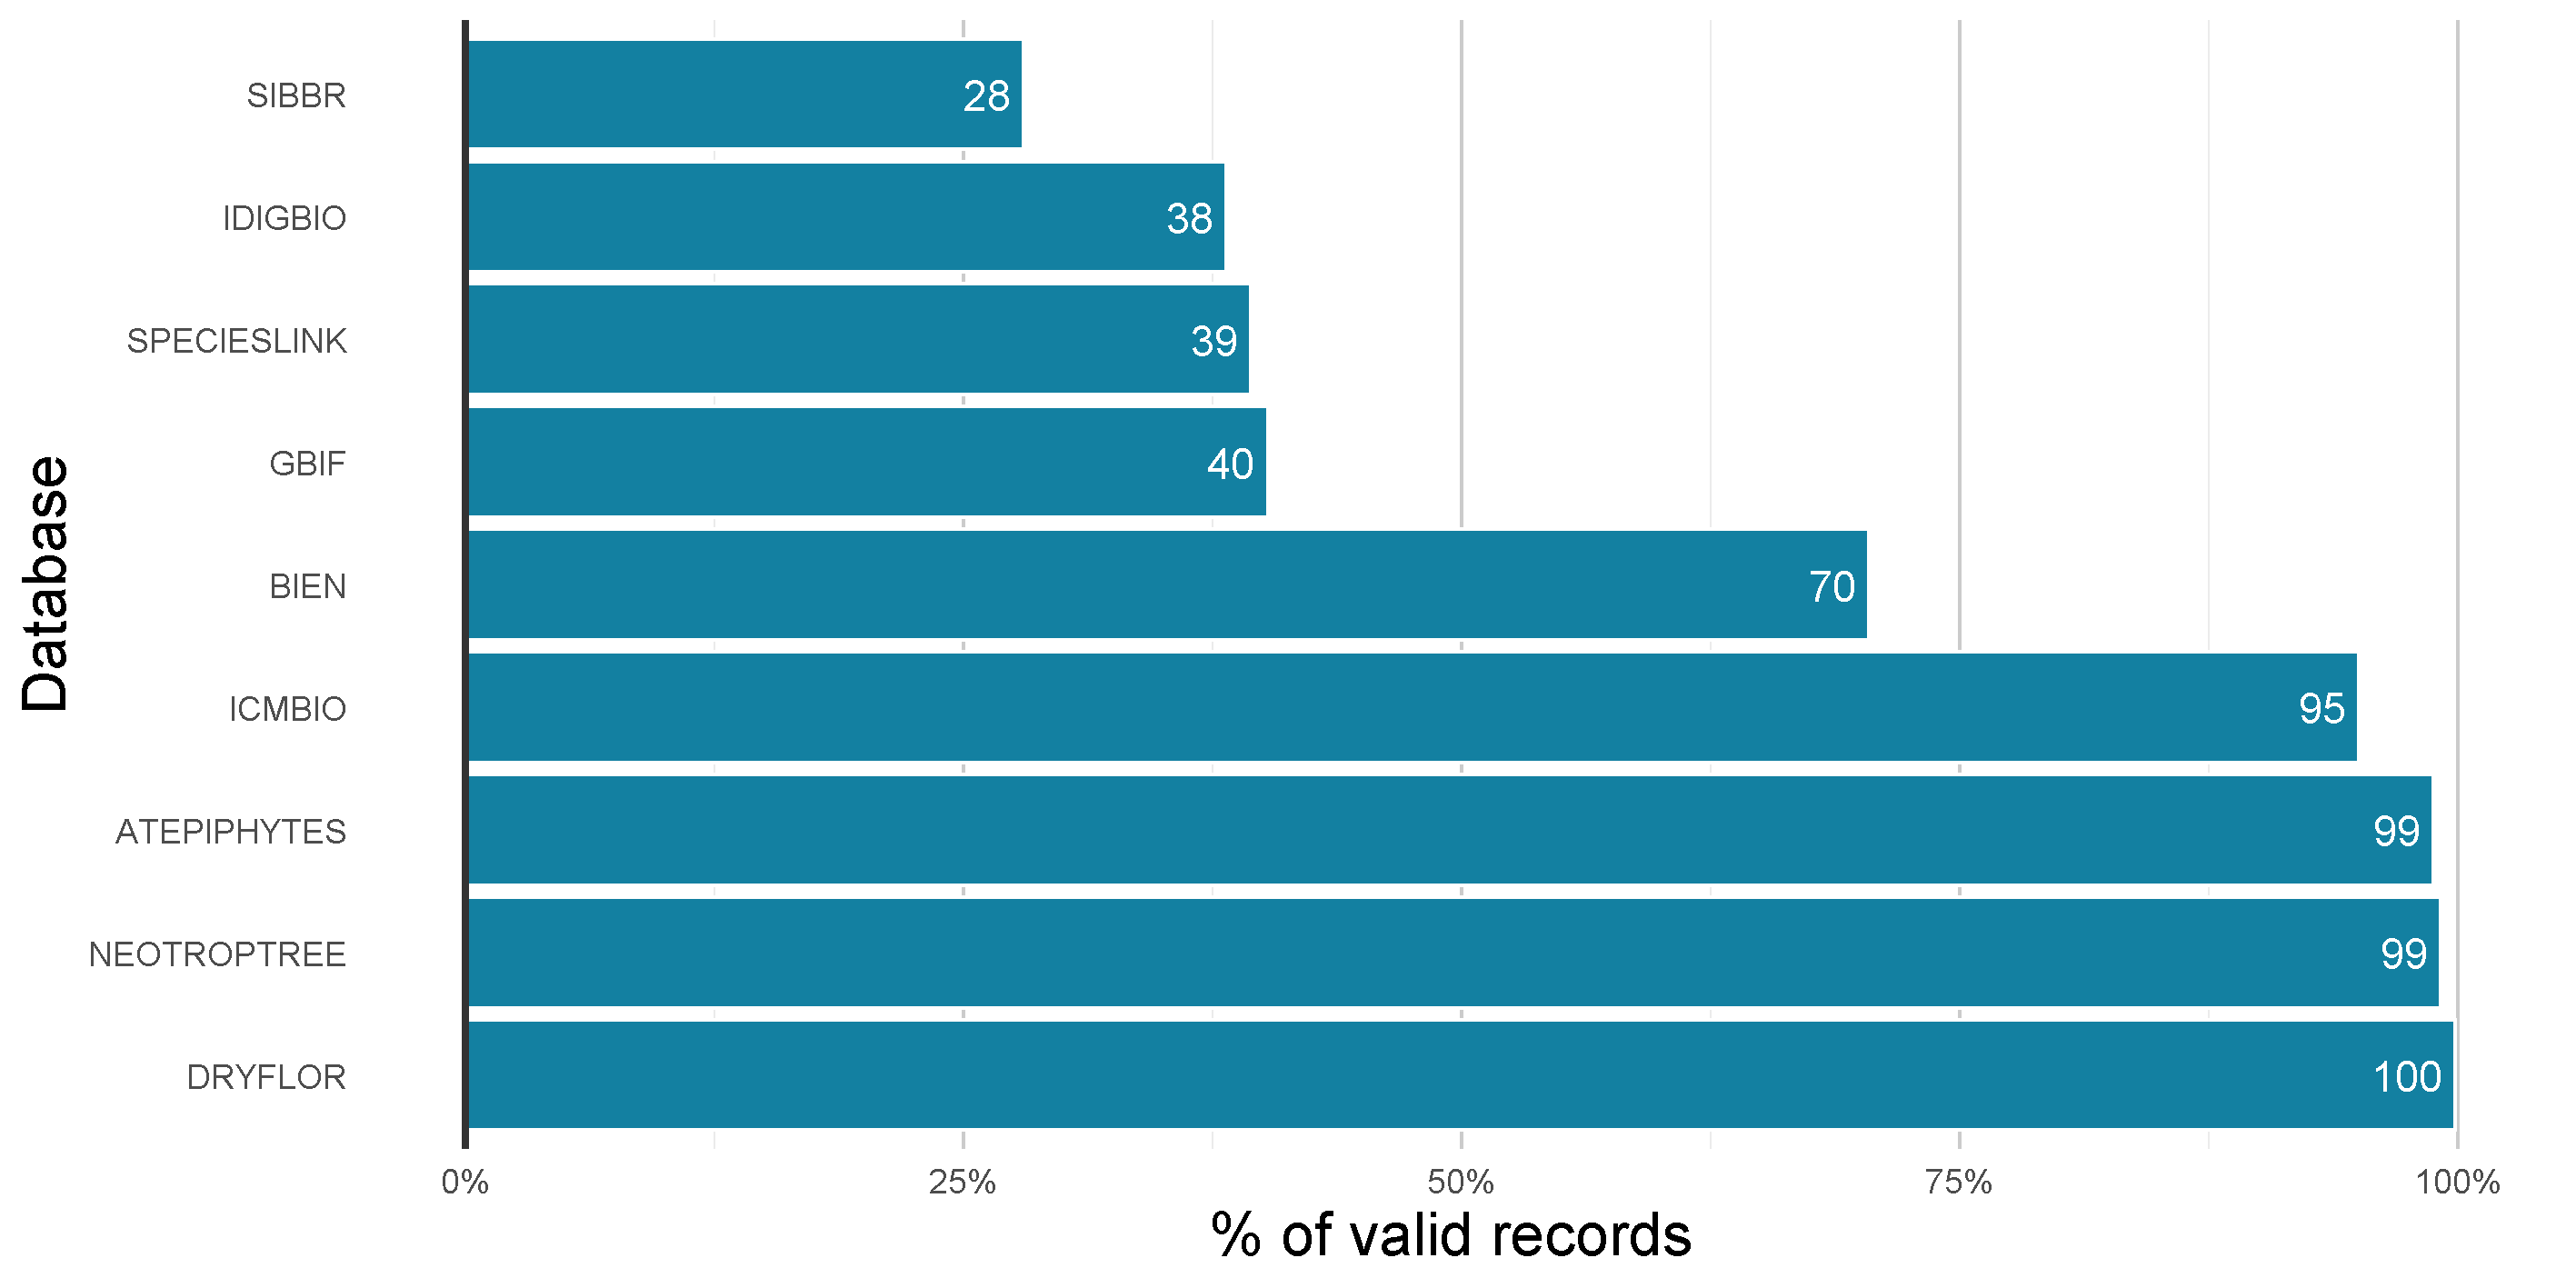 SIBBR 28
IDIGBIO 38
SPECIESLINK 39
GBIF 40
BIEN 70
ICMBIO 95
ATEPIPHYTES 99
NEOTROPTREE 99
DRYFLOR 100
Database
0% 25% 50% 75% 100%
% of valid records